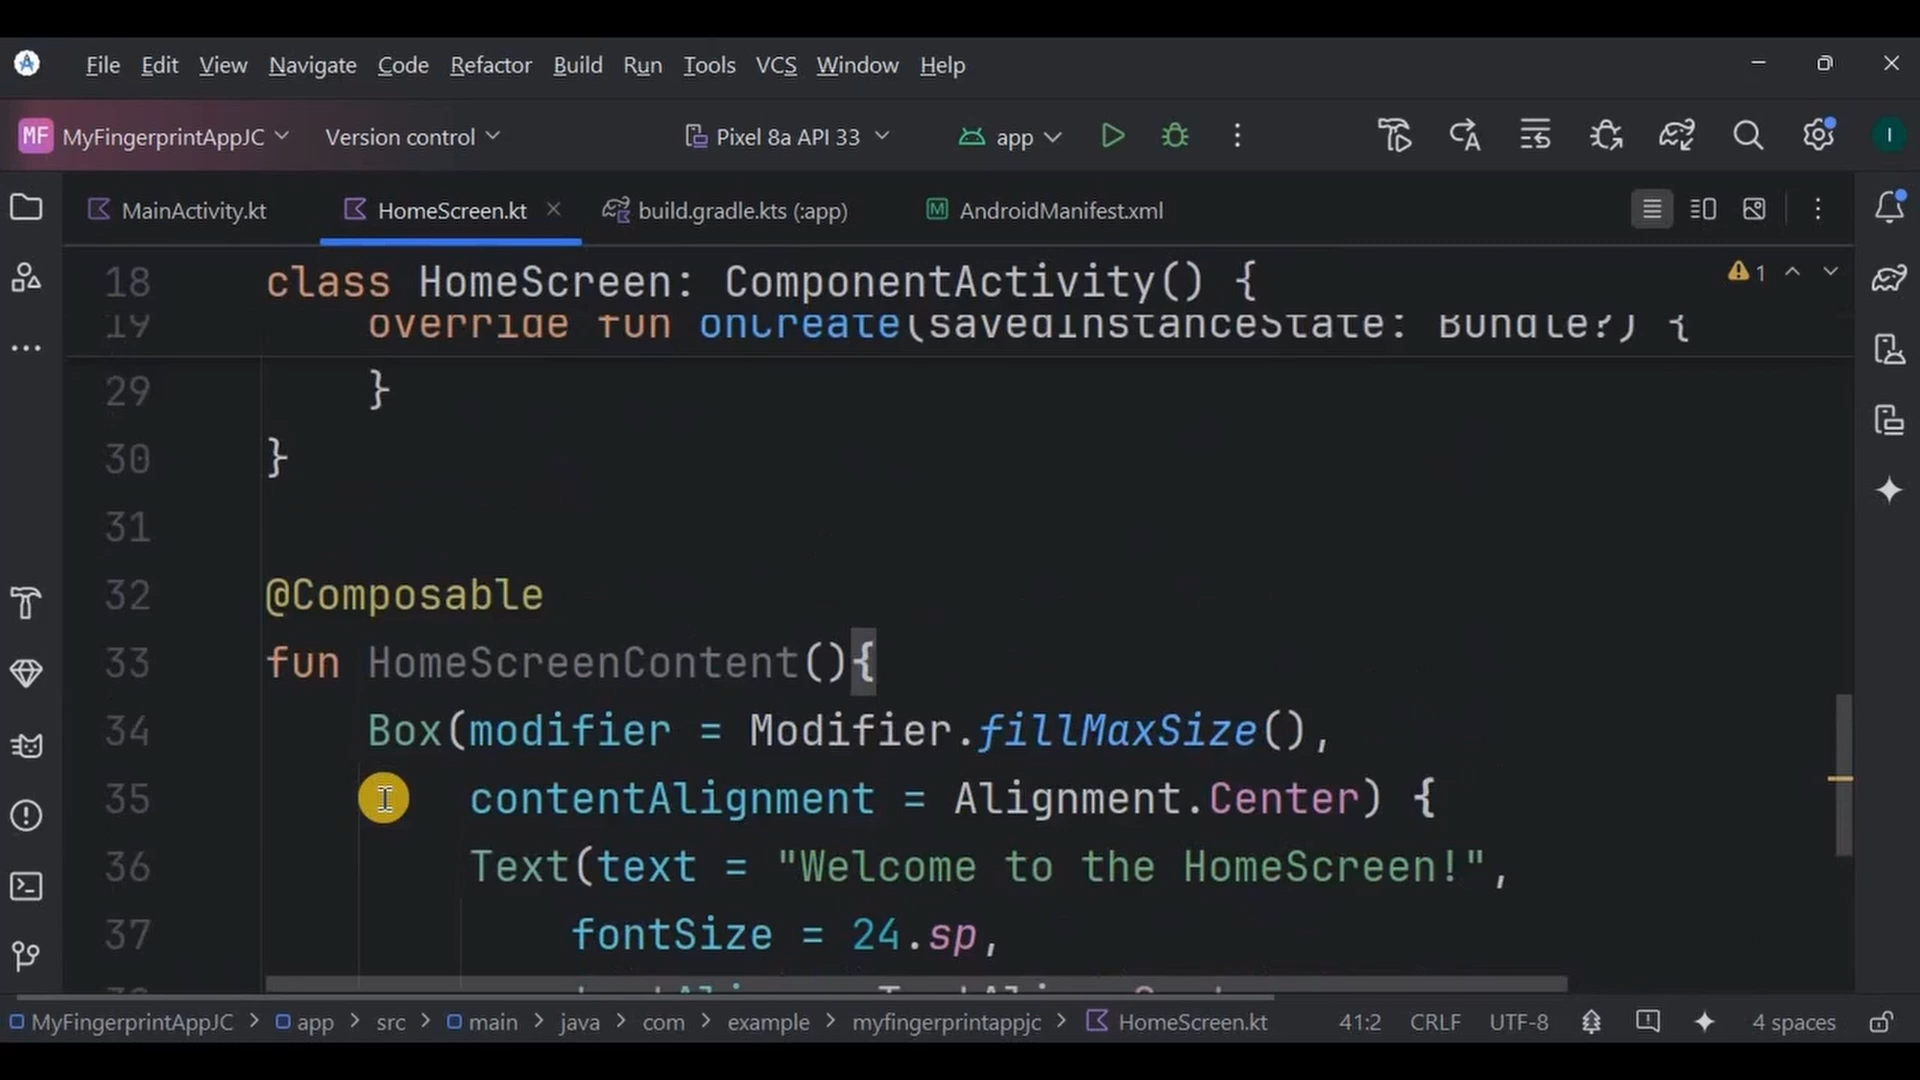 File Edit View Navigate Code Refactor Build Run Tools VCS Window Help
MF MyFingerprintAppJC Version control Pixel 8a API 33 app I
MainActivity.kt HomeScreen.kt build.gradle.kts (:app) AndroidManifest.xml
18 class HomeScreen: ComponentActivity() { 1
19 override fun onCreate(savedInstanceState: Bundle?) {
29 }
30 }
31
32 @Composable
33 fun HomeScreenContent(){
34 Box(modifier = Modifier.fillMaxSize(),
35 contentAlignment = Alignment.Center) {
36 Text(text = "Welcome to the HomeScreen!",
37 fontSize = 24.sp,
MyFingerprintAppJC > app > src > main > java > com > example > myfingerprintappjc > HomeScreen.kt 41:2 CRLF UTF-8 4 spaces